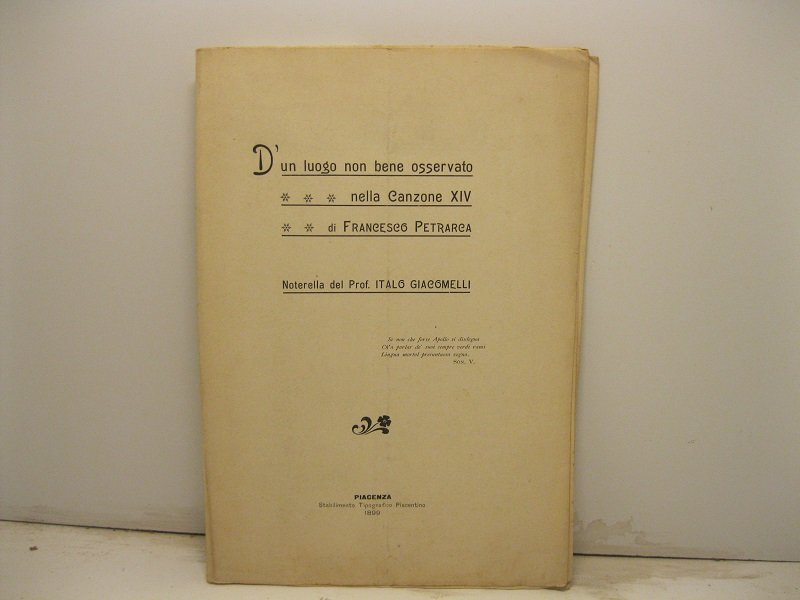 D'un luogo non bene osservato
nella Canzone XIV
di FRANCESCO PETRARCA
Noterella del Prof. ITALO GIACOMELLI
Se non che forse Apollo si disdegna
Ch'a parlar de' suoi sempre verdi rami
Lingua mortal presuntuosa vegna.
SON. V.
PIACENZA
Stabilimento Tipografico Piacentino
1899